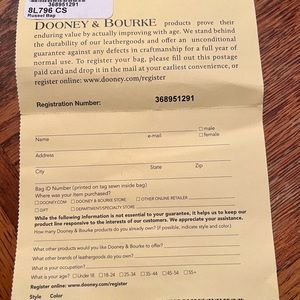 368951291
8L796 CS
Russel Bag
DOONEY & BOURKE products prove their
enduring value by actually improving with age. We stand behind
the durability of our leathergoods and offer an unconditional
guarantee against any defects in craftsmanship for a full year of
normal use. To register your bag, please fill out this postage
paid card and drop it in the mail at your earliest convenience, or
register online: www.dooney.com/register
Registration Number: 368951291
male
Name e-mail female
Address
City State Zip
Bag ID Number (printed on tag sewn inside bag)
Where was your item purchased?
DOONEY.COM DOONEY & BOURKE STORE OTHER ONLINE RETAILER
GIFT DEPARTMENT/SPECIALTY STORE
While the following information is not essential to your guarantee, it helps us to keep our
product line responsive to the interests of our customers. We appreciate your assistance.
How many Dooney & Bourke products do you already own? (If possible, indicate style and color)
What other products would you like Dooney & Bourke to offer?
What other brands of leathergoods do you own?
What is your occupation?
What is your age? Under 18 18-24 25-34 35-44 45-54 55+
Register online: www.dooney.com/register
Style Color